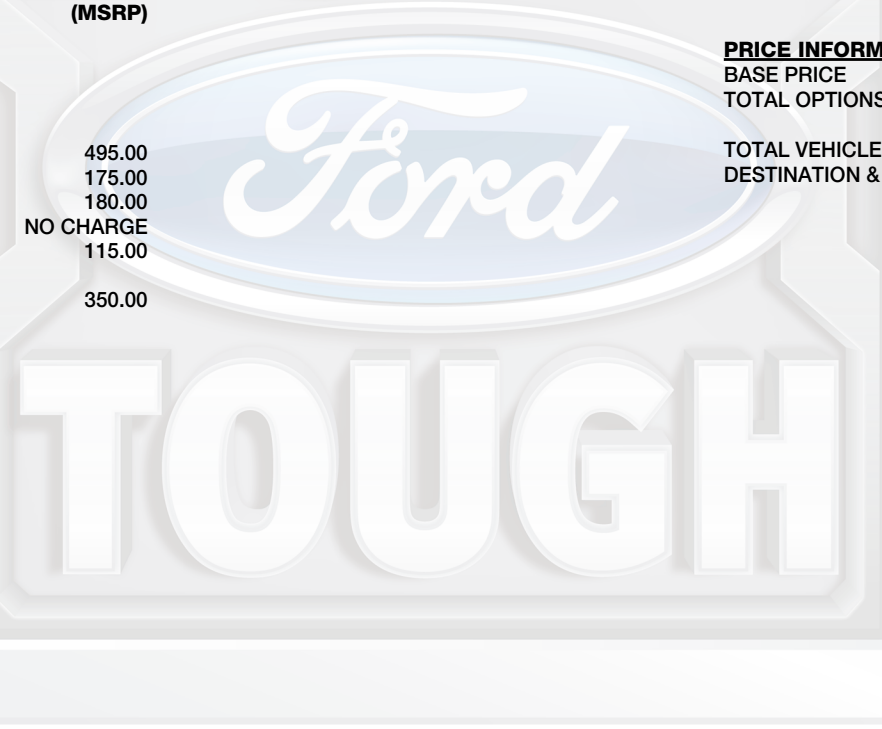 (MSRP)
495.00
175.00
180.00
NO CHARGE
115.00
350.00
PRICE INFORM
BASE PRICE
TOTAL OPTIONS
TOTAL VEHICLE
DESTINATION &
Ford
TOUGH